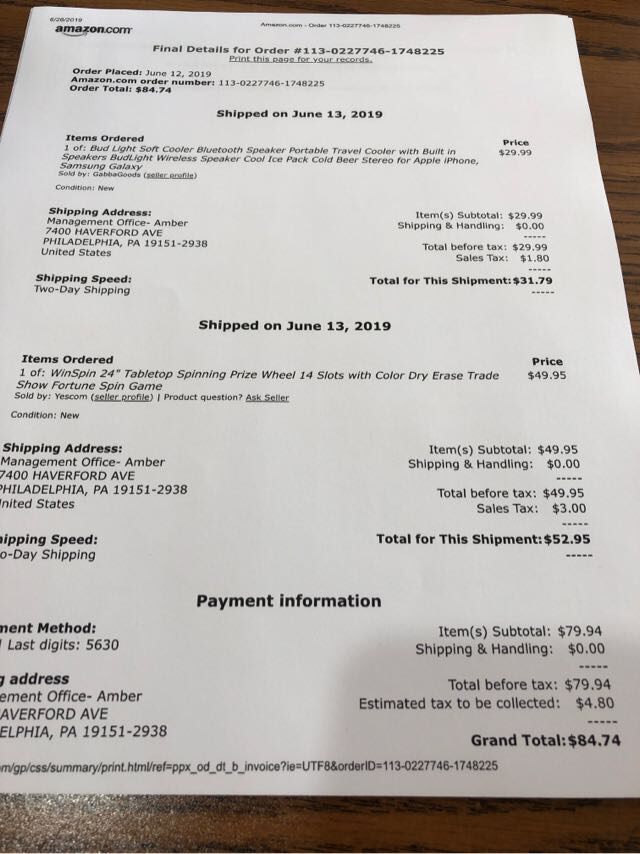 6/26/2019
Amazon.com - Order 113-0227746-1748225
amazon.com
Final Details for Order #113-0227746-1748225
Print this page for your records.
Order Placed: June 12, 2019
Amazon.com order number: 113-0227746-1748225
Order Total: $84.74
Shipped on June 13, 2019
Items Ordered Price
1 of: Bud Light Soft Cooler Bluetooth Speaker Portable Travel Cooler with Built in $29.99
Speakers BudLight Wireless Speaker Cool Ice Pack Cold Beer Stereo for Apple iPhone,
Samsung Galaxy
Sold by: GabbaGoods (seller profile)
Condition: New
Shipping Address:
Management Office- Amber
7400 HAVERFORD AVE
PHILADELPHIA, PA 19151-2938
United States
Item(s) Subtotal: $29.99
Shipping & Handling: $0.00
-----
Total before tax: $29.99
Sales Tax: $1.80
-----
Shipping Speed:
Two-Day Shipping
Total for This Shipment: $31.79
-----
Shipped on June 13, 2019
Items Ordered Price
1 of: WinSpin 24" Tabletop Spinning Prize Wheel 14 Slots with Color Dry Erase Trade $49.95
Show Fortune Spin Game
Sold by: Yescom (seller profile) | Product question? Ask Seller
Condition: New
Shipping Address:
Management Office- Amber
7400 HAVERFORD AVE
PHILADELPHIA, PA 19151-2938
nited States
Item(s) Subtotal: $49.95
Shipping & Handling: $0.00
-----
Total before tax: $49.95
Sales Tax: $3.00
-----
hipping Speed:
o-Day Shipping
Total for This Shipment: $52.95
-----
Payment information
ment Method:
| Last digits: 5630
Item(s) Subtotal: $79.94
Shipping & Handling: $0.00
-----
g address
ement Office- Amber
AVERFORD AVE
ELPHIA, PA 19151-2938
Total before tax: $79.94
Estimated tax to be collected: $4.80
-----
Grand Total: $84.74
m/gp/css/summary/print.html/ref=ppx_od_dt_b_invoice?ie=UTF8&orderID=113-0227746-1748225